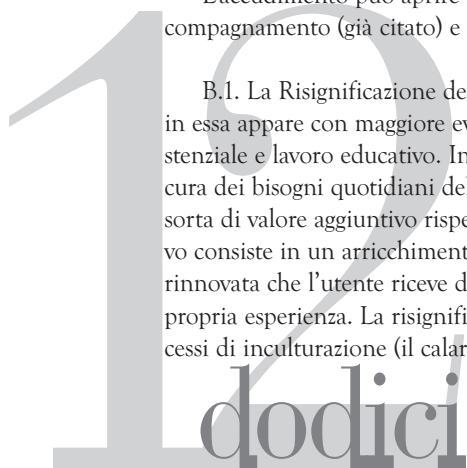 compagnamento (già citato) e
B.1. La Risignificazione de
in essa appare con maggiore ev
stenziale e lavoro educativo. In
cura dei bisogni quotidiani del
sorta di valore aggiuntivo rispe
vo consiste in un arricchiment
rinnovata che l'utente riceve d
propria esperienza. La risignifi
cessi di inculturazione (il calar
12
dodici